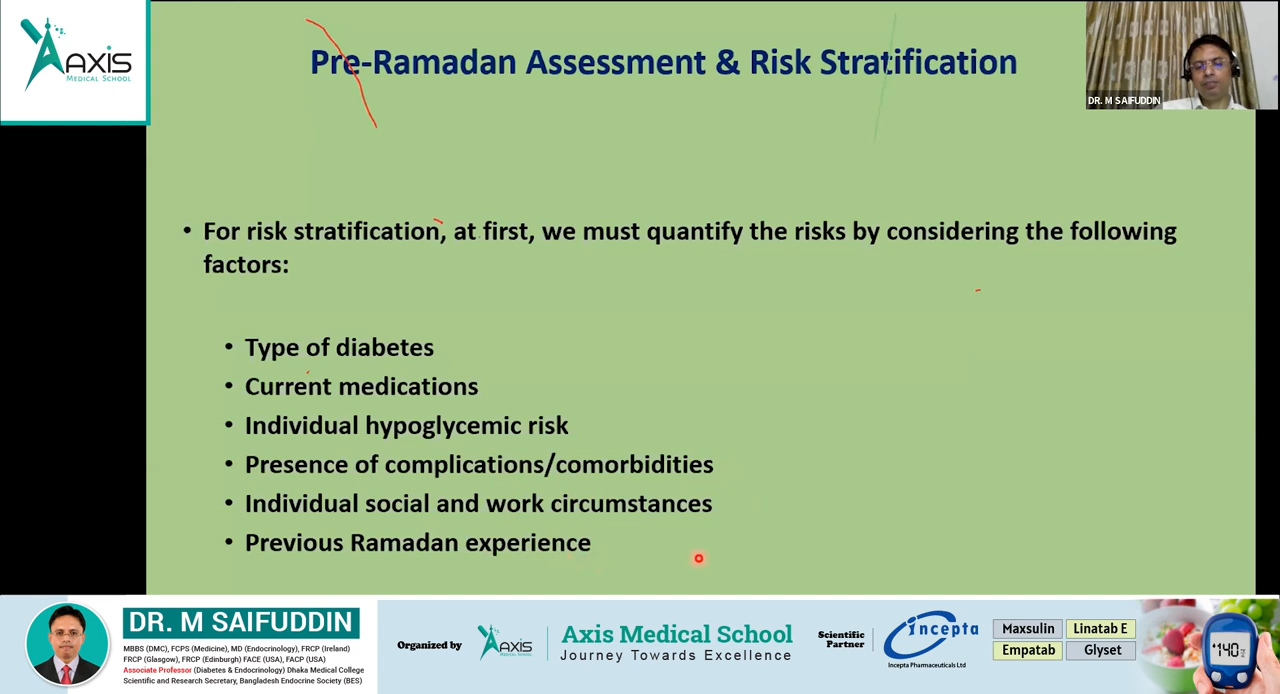 AXIS
MEDICAL SCHOOL
Pre-Ramadan Assessment & Risk Stratification
DR. M SAIFUDDIN
• For risk stratification, at first, we must quantify the risks by considering the following
factors:
• Type of diabetes
• Current medications
• Individual hypoglycemic risk
• Presence of complications/comorbidities
• Individual social and work circumstances
• Previous Ramadan experience
DR. M SAIFUDDIN
MBBS (DMC), FCPS (Medicine), MD (Endocrinology), FRCP (Ireland)
FRCP (Glasgow), FRCP (Edinburgh) FACE (USA), FACP (USA)
Associate Professor (Diabetes & Endocrinology) Dhaka Medical College
Scientific and Research Secretary, Bangladesh Endocrine Society (BES)
Organized by
AXIS
Axis Medical School
Journey Towards Excellence
Scientific
Partner
incepta
Incepta Pharmaceuticals Ltd
Maxsulin
Linatab E
Empatab
Glyset
140